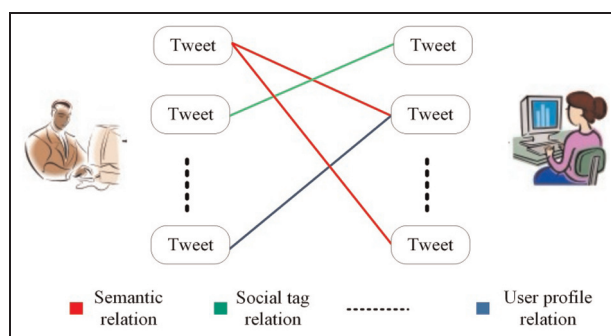 Tweet
Tweet
Tweet
Tweet
Tweet
Tweet
Semantic relation
Social tag relation
User profile relation